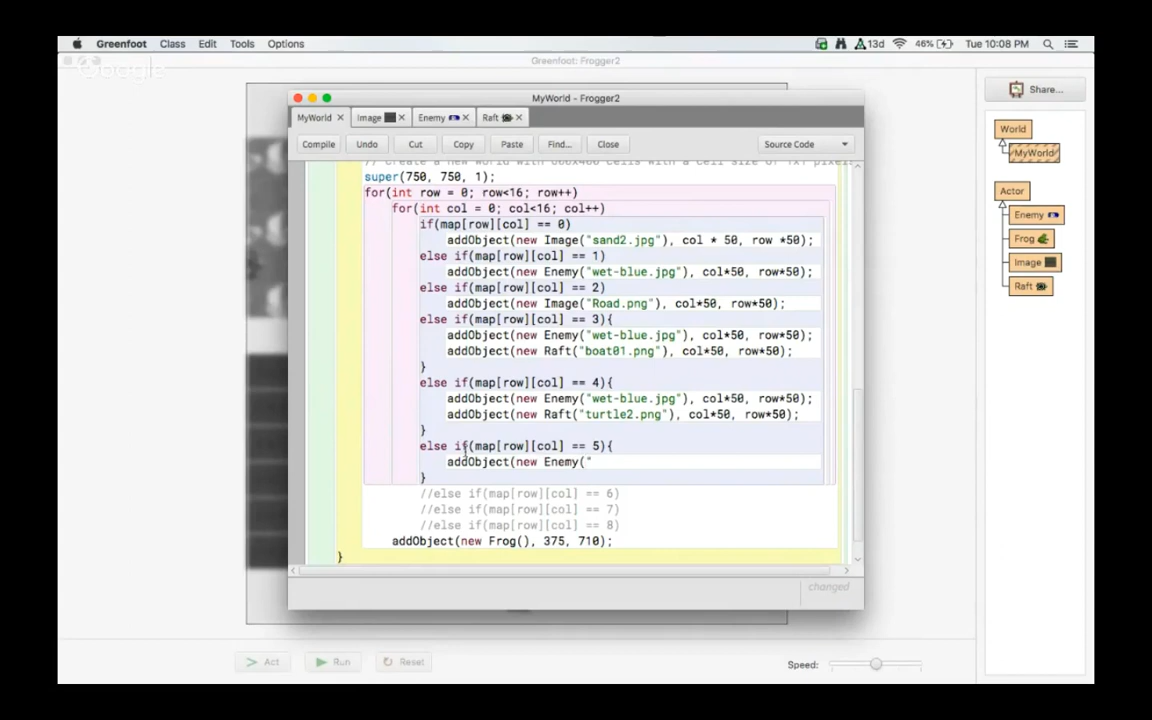 Greenfoot Class Edit Tools Options 13d 46% Tue 10:08 PM
Google
Greenfoot: Frogger2
Share...
MyWorld - Frogger2
MyWorld Image Enemy Raft
Compile Undo Cut Copy Paste Find... Close Source Code
// Create a new world with 600x400 cells with a cell size of 1x1 pixels
super(750, 750, 1);
for(int row = 0; row<16; row++)
for(int col = 0; col<16; col++)
if(map[row][col] == 0)
addObject(new Image("sand2.jpg"), col * 50, row *50);
else if(map[row][col] == 1)
addObject(new Enemy("wet-blue.jpg"), col*50, row*50);
else if(map[row][col] == 2)
addObject(new Image("Road.png"), col*50, row*50);
else if(map[row][col] == 3){
addObject(new Enemy("wet-blue.jpg"), col*50, row*50);
addObject(new Raft("boat01.png"), col*50, row*50);
}
else if(map[row][col] == 4){
addObject(new Enemy("wet-blue.jpg"), col*50, row*50);
addObject(new Raft("turtle2.png"), col*50, row*50);
}
else if(map[row][col] == 5){
addObject(new Enemy("
}
//else if(map[row][col] == 6)
//else if(map[row][col] == 7)
//else if(map[row][col] == 8)
addObject(new Frog(), 375, 710);
}
changed
World
MyWorld
Actor
Enemy
Frog
Image
Raft
Act Run Reset Speed: